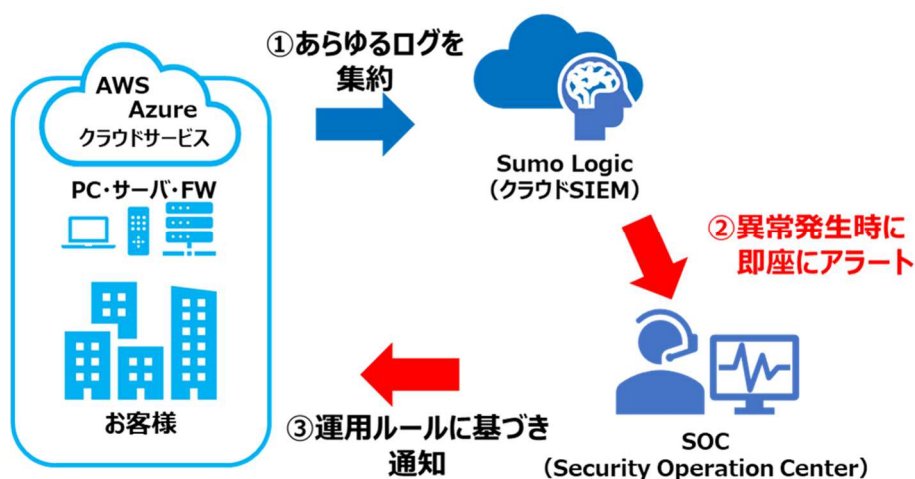 ①あらゆるログを
集約
AWS
Azure
クラウドサービス
PC・サーバ・FW
お客様
Sumo Logic
（クラウドSIEM）
②異常発生時に
即座にアラート
③運用ルールに基づき
通知
SOC
（Security Operation Center）